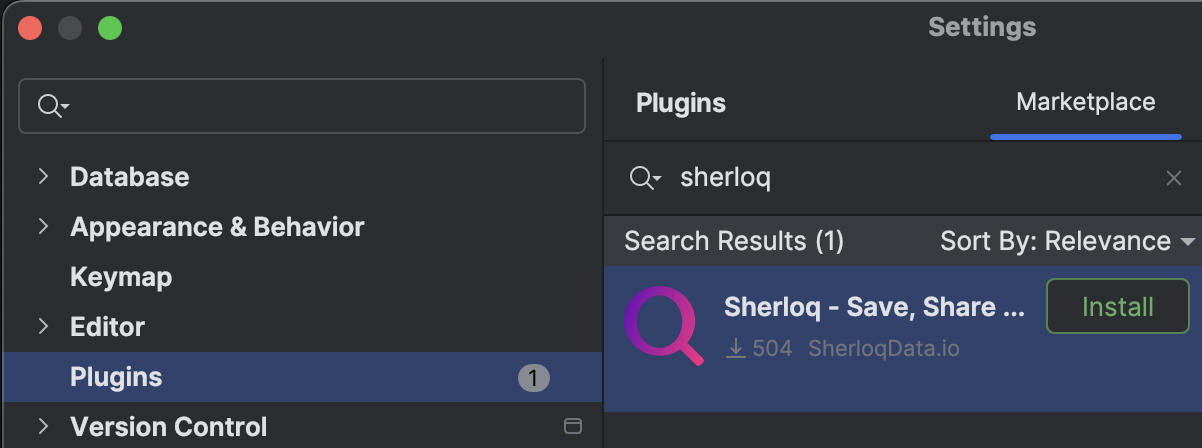 Settings
Database
Appearance & Behavior
Keymap
Editor
Plugins
1
Version Control
Plugins
Marketplace
sherloq
Search Results (1)
Sort By: Relevance
Sherloq - Save, Share ...
Install
504 SherloqData.io